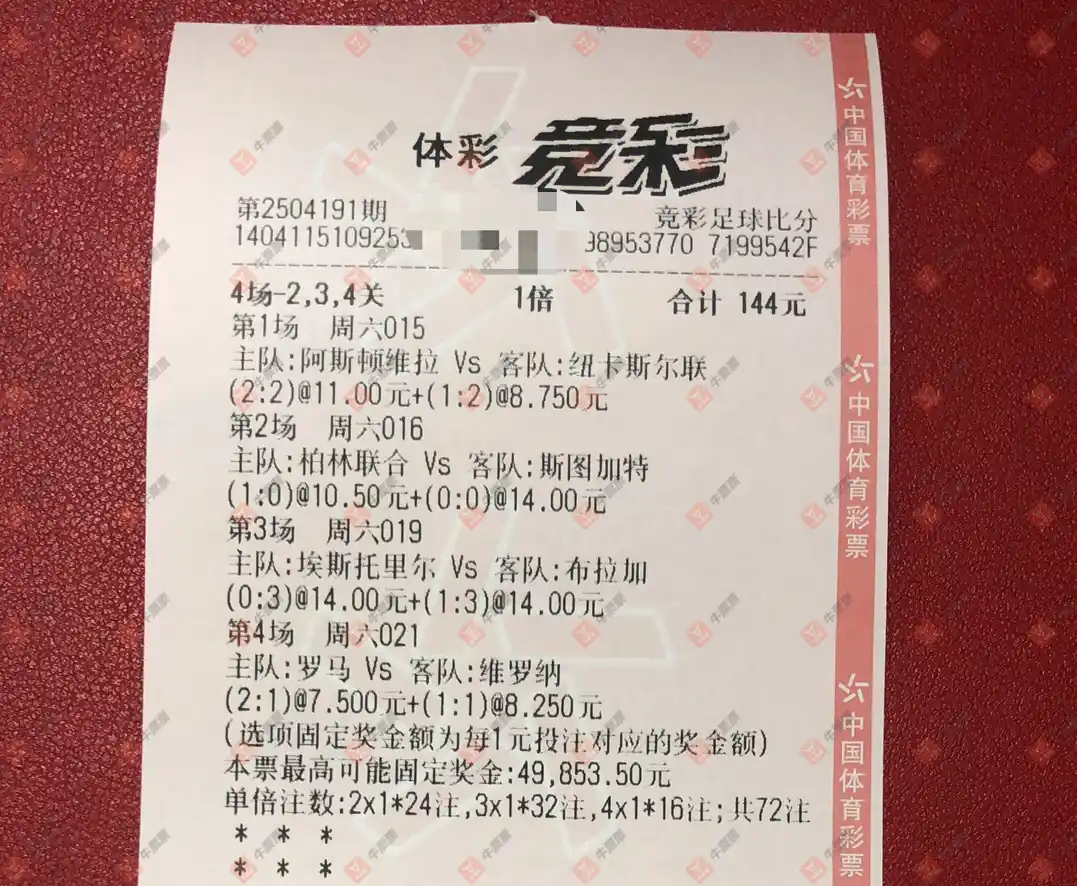 体彩 竞彩
第2504191期 竞彩足球比分
1404115109253 98953770 7199542F
4场-2,3,4关 1倍 合计 144元
第1场 周六015
主队:阿斯顿维拉 Vs 客队:纽卡斯尔联
(2:2)@11.00元+(1:2)@8.750元
第2场 周六016
主队:柏林联合 Vs 客队:斯图加特
(1:0)@10.50元+(0:0)@14.00元
第3场 周六019
主队:埃斯托里尔 Vs 客队:布拉加
(0:3)@14.00元+(1:3)@14.00元
第4场 周六021
主队:罗马 Vs 客队:维罗纳
(2:1)@7.500元+(1:1)@8.250元
(选项固定奖金额为每1元投注对应的奖金额)
本票最高可能固定奖金:49,853.50元
单倍注数:2x1*24注,3x1*32注,4x1*16注;共72注
* * *
* * *
中国体育彩票
中国体育彩票
中国体育彩票